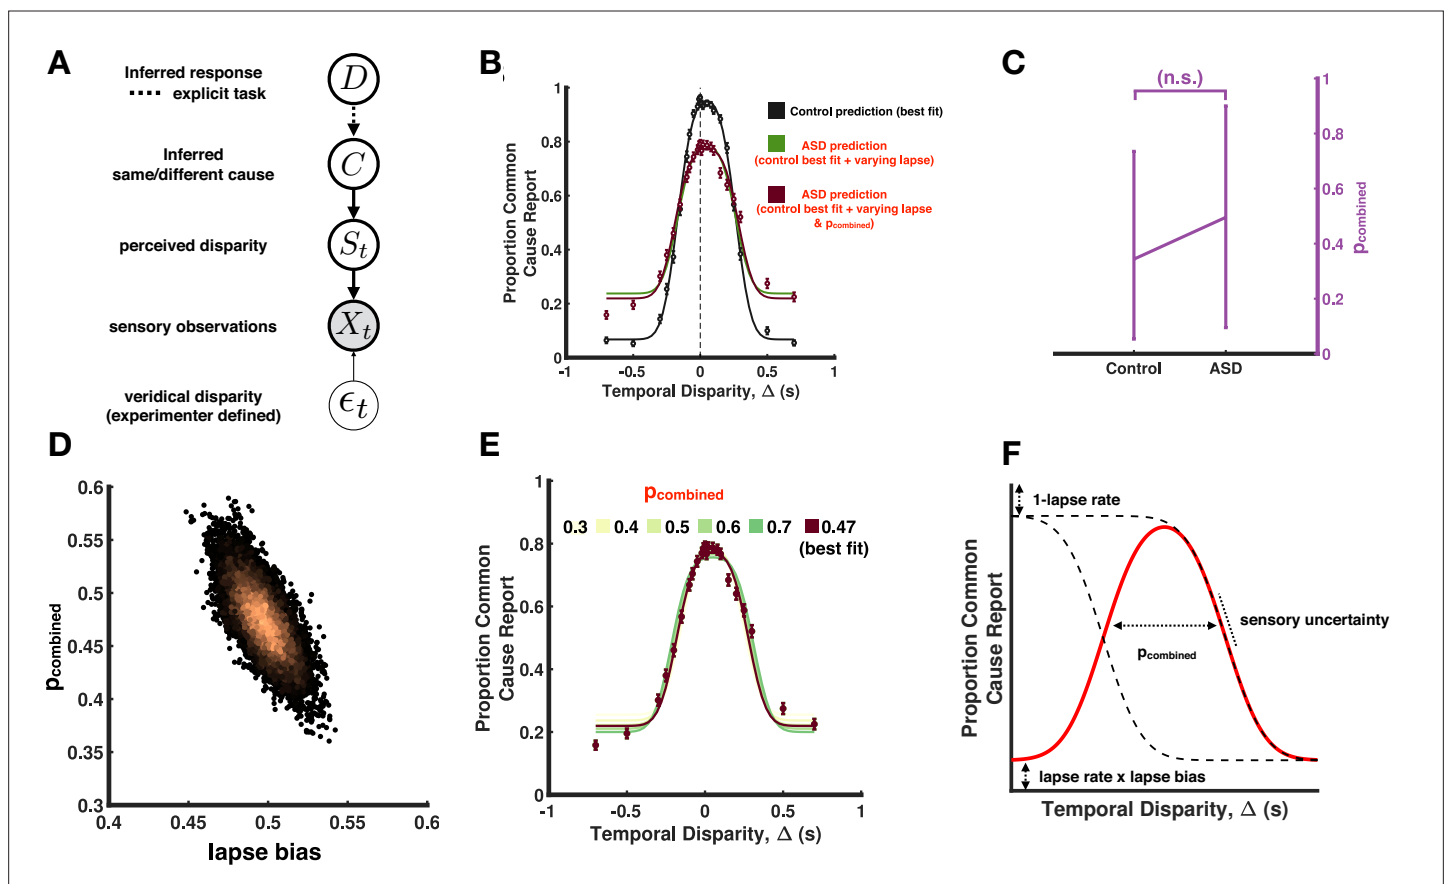 A
Inferred response
explicit task
D
Inferred
same/different cause
C
perceived disparity
S_t
sensory observations
X_t
veridical disparity
(experimenter defined)
ϵ_t
B
Proportion Common
Cause Report
1
0.8
0.6
0.4
0.2
0
-1
-0.5
0
0.5
1
Temporal Disparity, Δ (s)
Control prediction (best fit)
ASD prediction
(control best fit + varying lapse)
ASD prediction
(control best fit + varying lapse
& pcombined)
C
(n.s.)
1
0.8
0.6
0.4
0.2
0
pcombined
Control
ASD
D
pcombined
0.6
0.55
0.5
0.45
0.4
0.35
0.3
0.4
0.45
0.5
0.55
0.6
lapse bias
E
Proportion Common
Cause Report
1
0.8
0.6
0.4
0.2
0
pcombined
0.3
0.4
0.5
0.6
0.7
0.47
(best fit)
-1
-0.5
0
0.5
1
Temporal Disparity, Δ (s)
F
Proportion Common
Cause Report
1-lapse rate
sensory uncertainty
pcombined
lapse rate x lapse bias
Temporal Disparity, Δ (s)